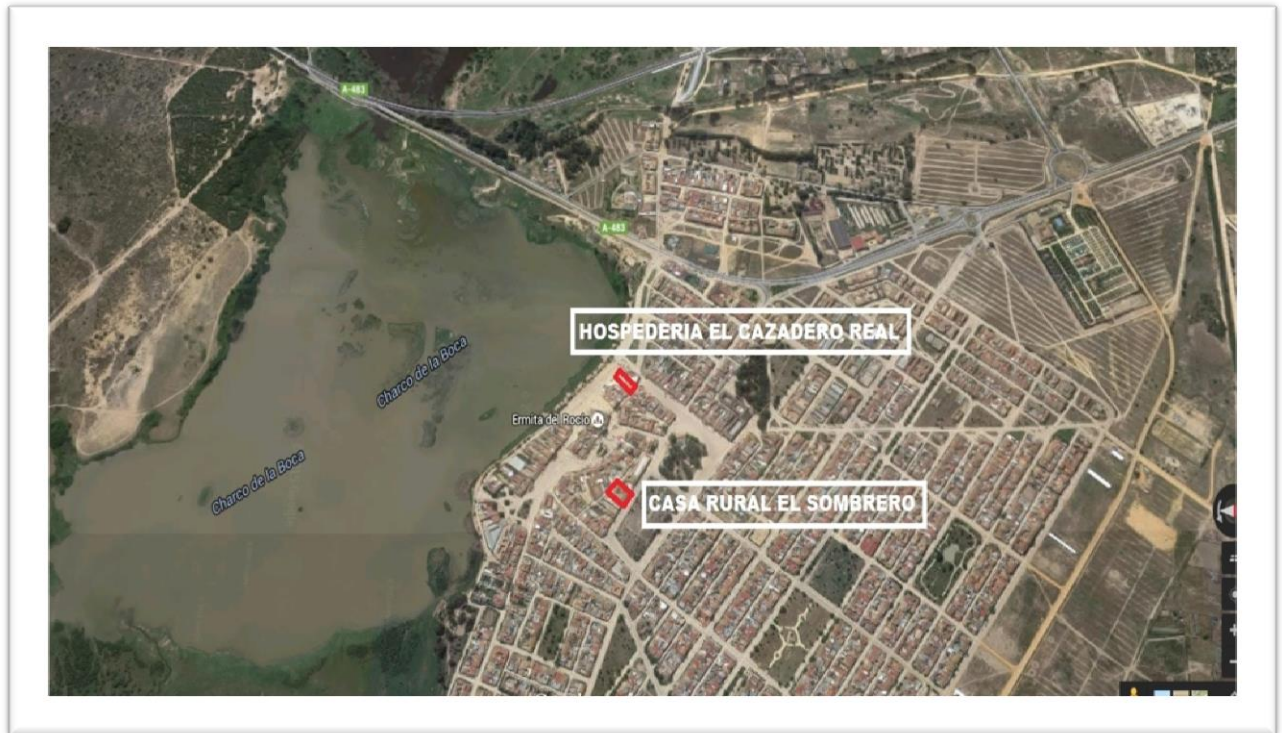 A-483
A-483
HOSPEDERIA EL CAZADERO REAL
Charco de la Boca
Ermita del Rocío
Charco de la Boca
CASA RURAL EL SOMBRERO